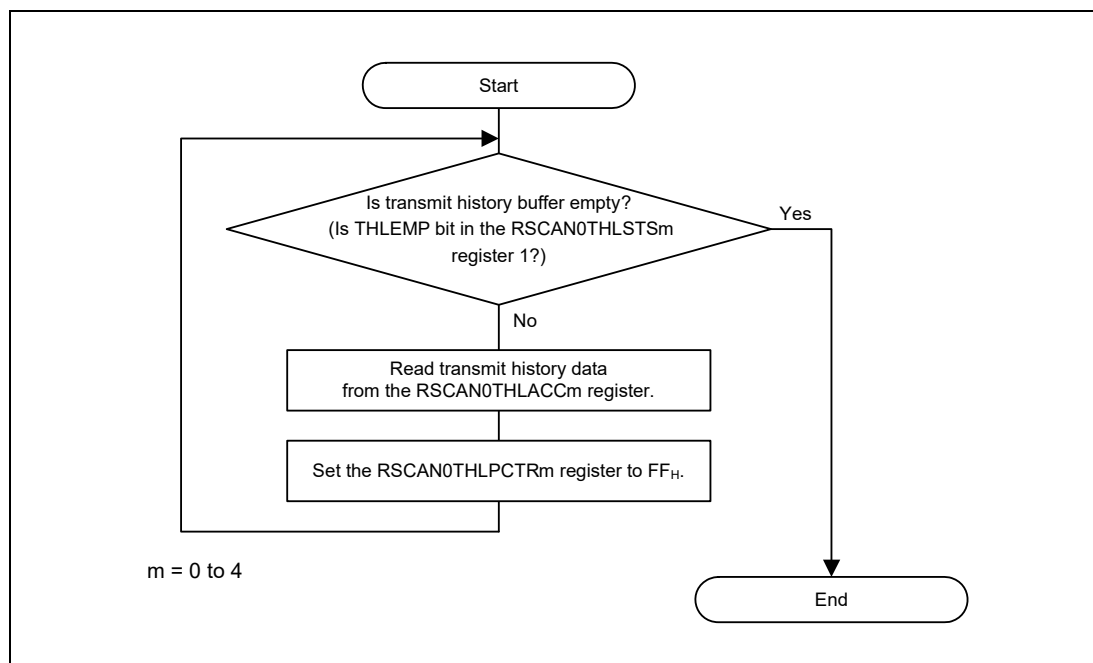 Start
Is transmit history buffer empty?
(Is THLEMP bit in the RSCAN0THLSTSm
register 1?)
Yes
No
Read transmit history data
from the RSCAN0THLACCm register.
Set the RSCAN0THLPCTRm register to FFH.
m = 0 to 4
End